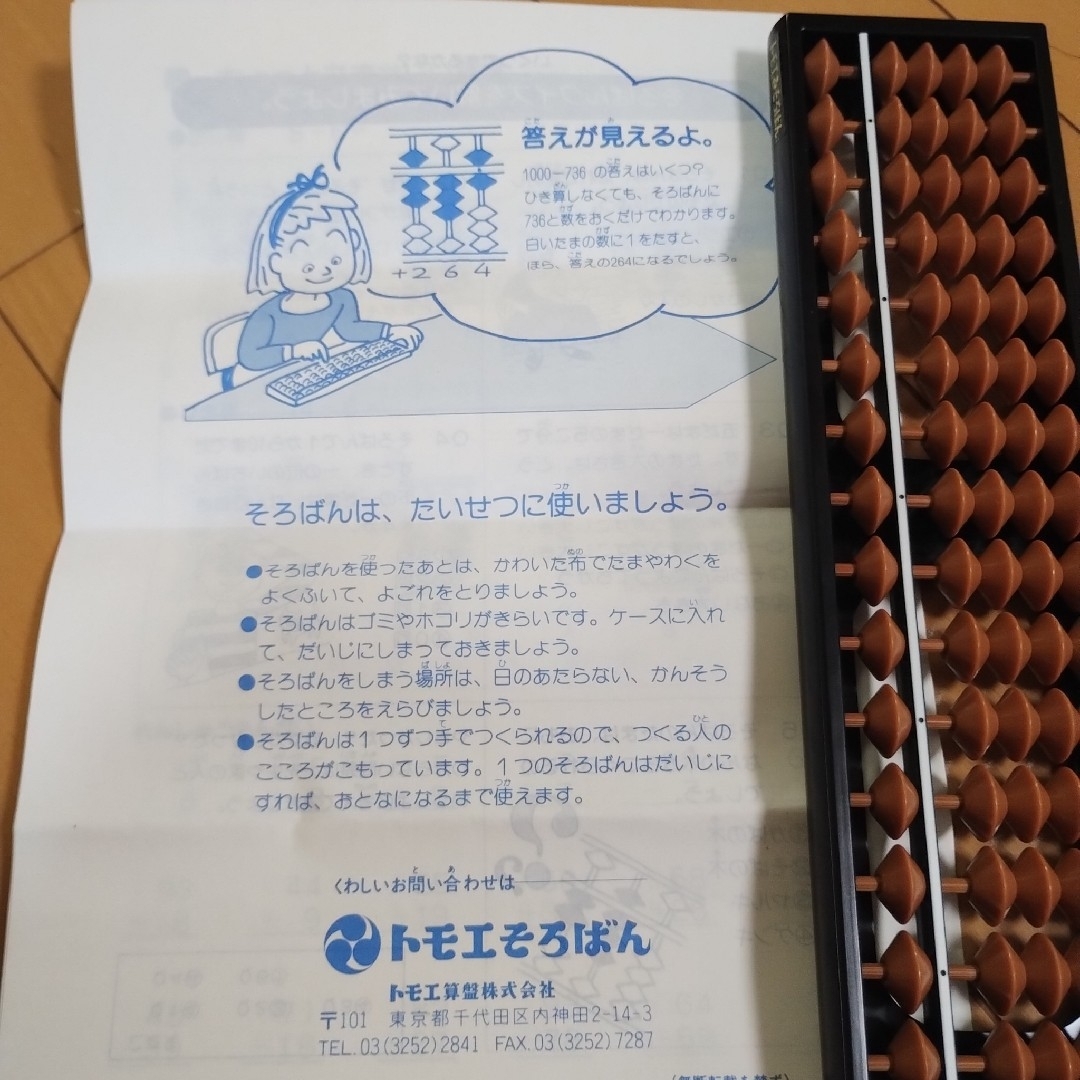 答えが見えるよ。
1000-736 の答えはいくつ?
ひき算しなくても、そろばんに
736と数をおくだけでわかります。
白いたまの数に1をたすと、
ほら、答えの264になるでしょう。
+2 6 4
そろばんは、たいせつに使いましょう。
●そろばんを使ったあとは、かわいた布でたまやわくを
よくふいて、よごれをとりましょう。
●そろばんはゴミやホコリがきらいです。ケースに入れ
て、だいじにしまっておきましょう。
●そろばんをしまう場所は、日のあたらない、かんそう
したところをえらびましょう。
●そろばんは1つずつ手でつくられるので、つくる人の
こころがこもっています。1つのそろばんはだいじに
すれば、おとなになるまで使えます。
くわしいお問い合わせは
トモエそろばん
トモエ算盤株式会社
〒101 東京都千代田区内神田2-14-3
TEL.03(3252)2841 FAX.03(3252)7287